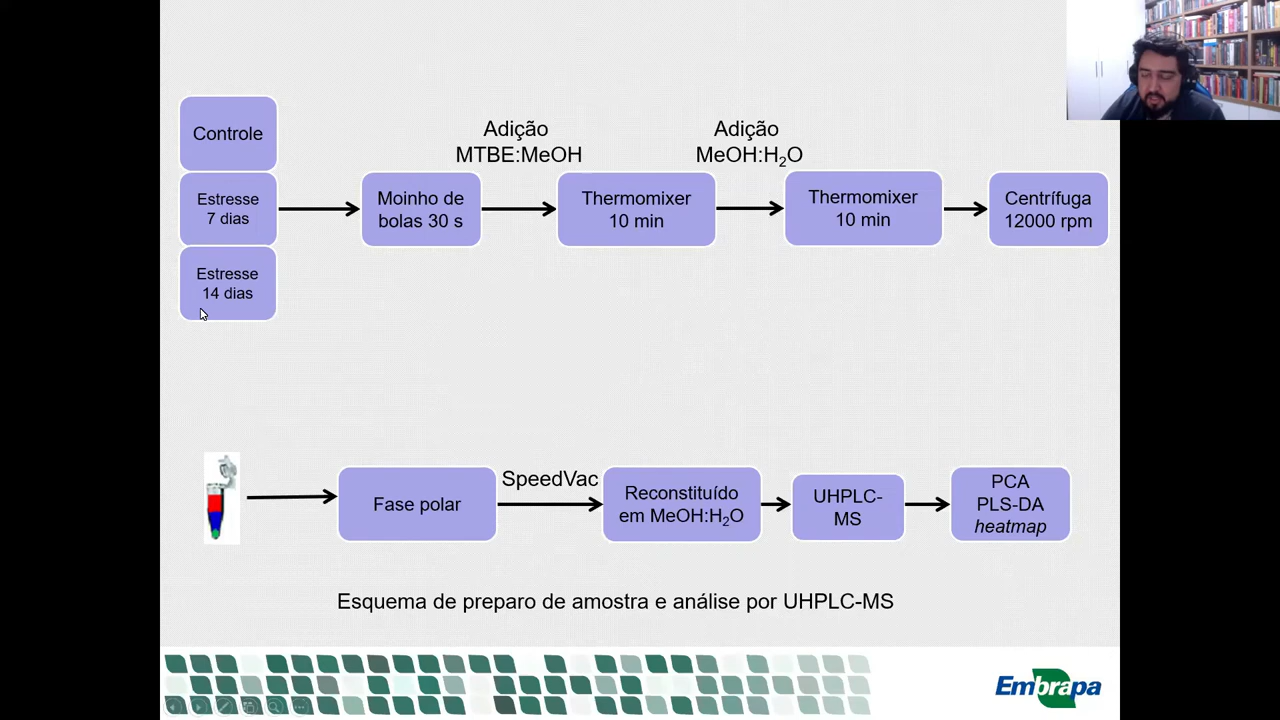 Controle
Estresse
7 dias
Estresse
14 dias
Moinho de
bolas 30 s
Adição
MTBE:MeOH
Thermomixer
10 min
Adição
MeOH:H₂O
Thermomixer
10 min
Centrífuga
12000 rpm
Fase polar
SpeedVac
Reconstituído
em MeOH:H₂O
UHPLC-
MS
PCA
PLS-DA
heatmap
Esquema de preparo de amostra e análise por UHPLC-MS
Embrapa